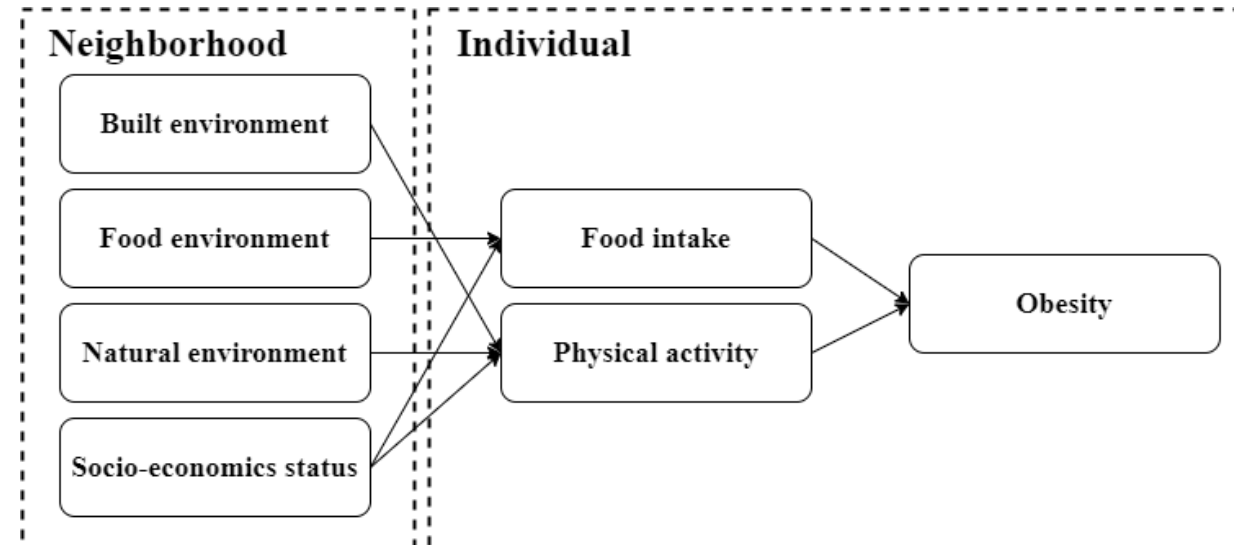 Neighborhood
Individual
Built environment
Food environment
Natural environment
Socio-economics status
Food intake
Physical activity
Obesity